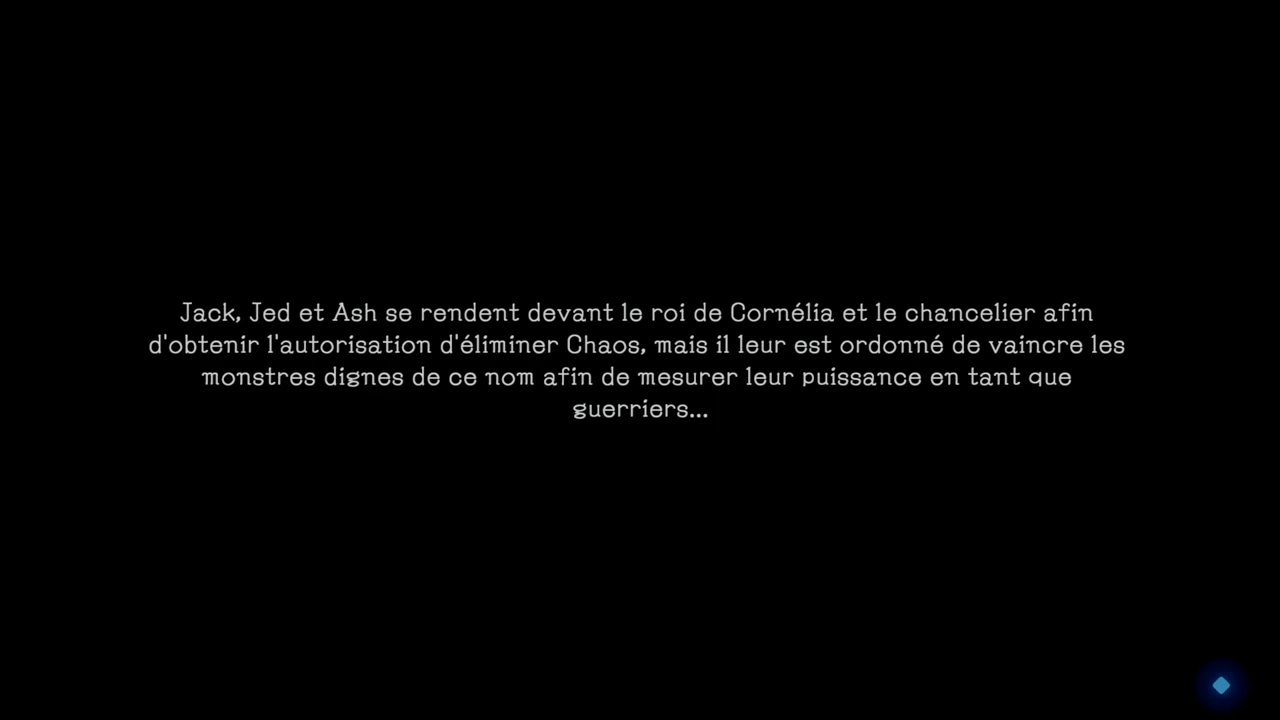 Jack, Jed et Ash se rendent devant le roi de Cornélia et le chancelier afin
d'obtenir l'autorisation d'éliminer Chaos, mais il leur est ordonné de vaincre les
monstres dignes de ce nom afin de mesurer leur puissance en tant que
guerriers...